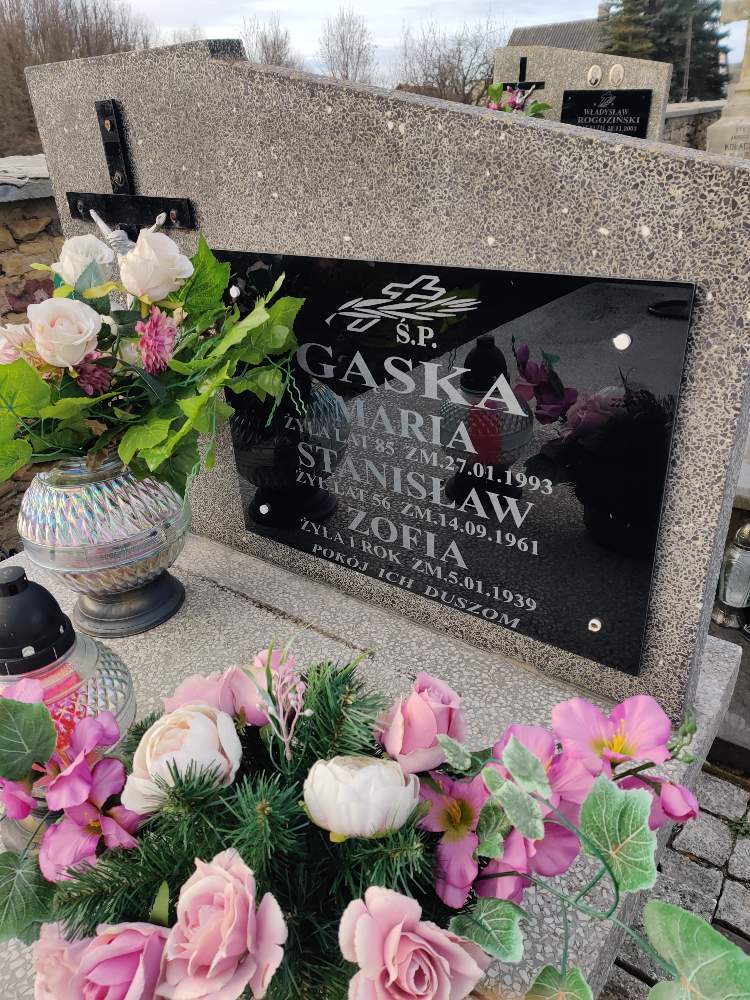 Ś.P.
GASKA
MARIA
ŻYŁA LAT 85 ZM.27.01.1993
STANISŁAW
ŻYŁ LAT 56 ZM.14.09.1961
ZOFIA
ŻYŁA 1 ROK ZM.5.01.1939
POKÓJ ICH DUSZOM
WŁADYSŁAW
ROGOZIŃSKI